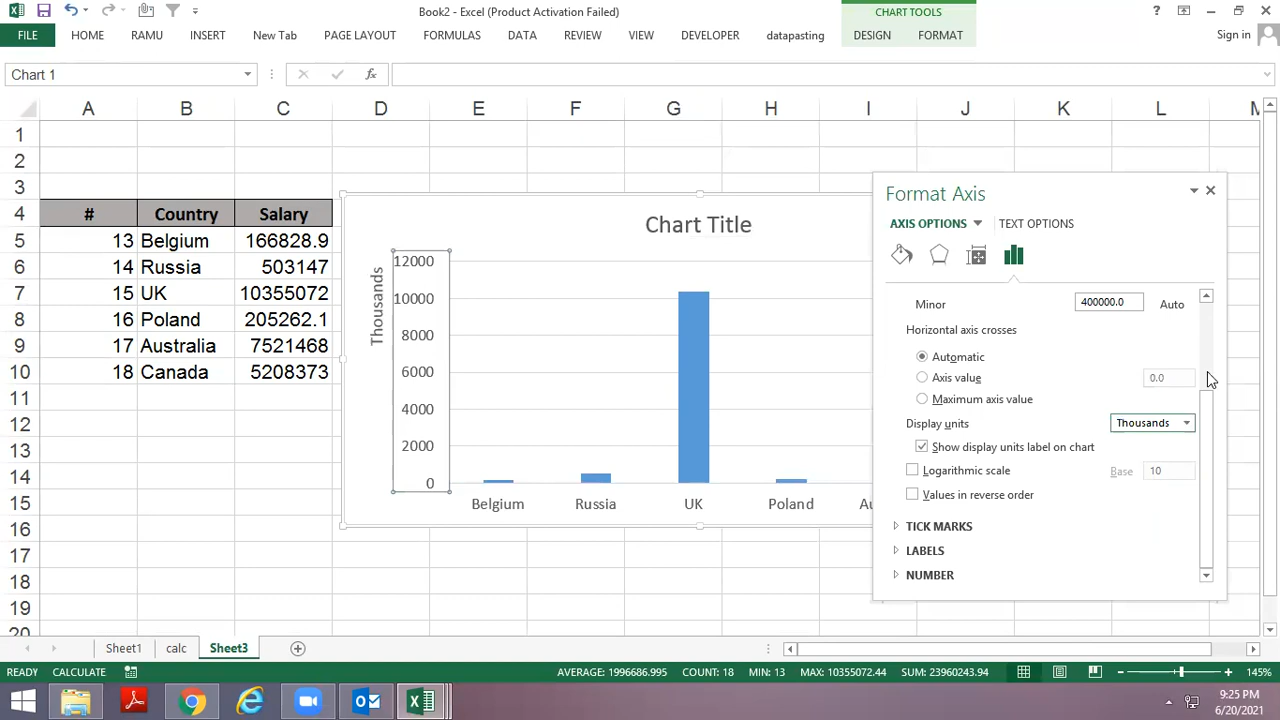 Book2 - Excel (Product Activation Failed)
CHART TOOLS
?
FILE HOME RAMU INSERT New Tab PAGE LAYOUT FORMULAS DATA REVIEW VIEW DEVELOPER datapasting DESIGN FORMAT Sign in
Chart 1
fx
A B C D E F G H I J K L M
1
2
3
4 # Country Salary
5 13 Belgium 166828.9
6 14 Russia 503147
7 15 UK 10355072
8 16 Poland 205262.1
9 17 Australia 7521468
10 18 Canada 5208373
11
12
13
14
15
16
17
18
19
20
Chart Title
Thousands
12000
10000
8000
6000
4000
2000
0
Belgium Russia UK Poland Au
Format Axis
AXIS OPTIONS TEXT OPTIONS
Minor 400000.0 Auto
Horizontal axis crosses
Automatic
Axis value 0.0
Maximum axis value
Display units Thousands
Show display units label on chart
Logarithmic scale Base 10
Values in reverse order
TICK MARKS
LABELS
NUMBER
Sheet1 calc Sheet3
READY CALCULATE AVERAGE: 1996686.995 COUNT: 18 MIN: 13 MAX: 10355072.44 SUM: 23960243.94 145%
9:25 PM
6/20/2021